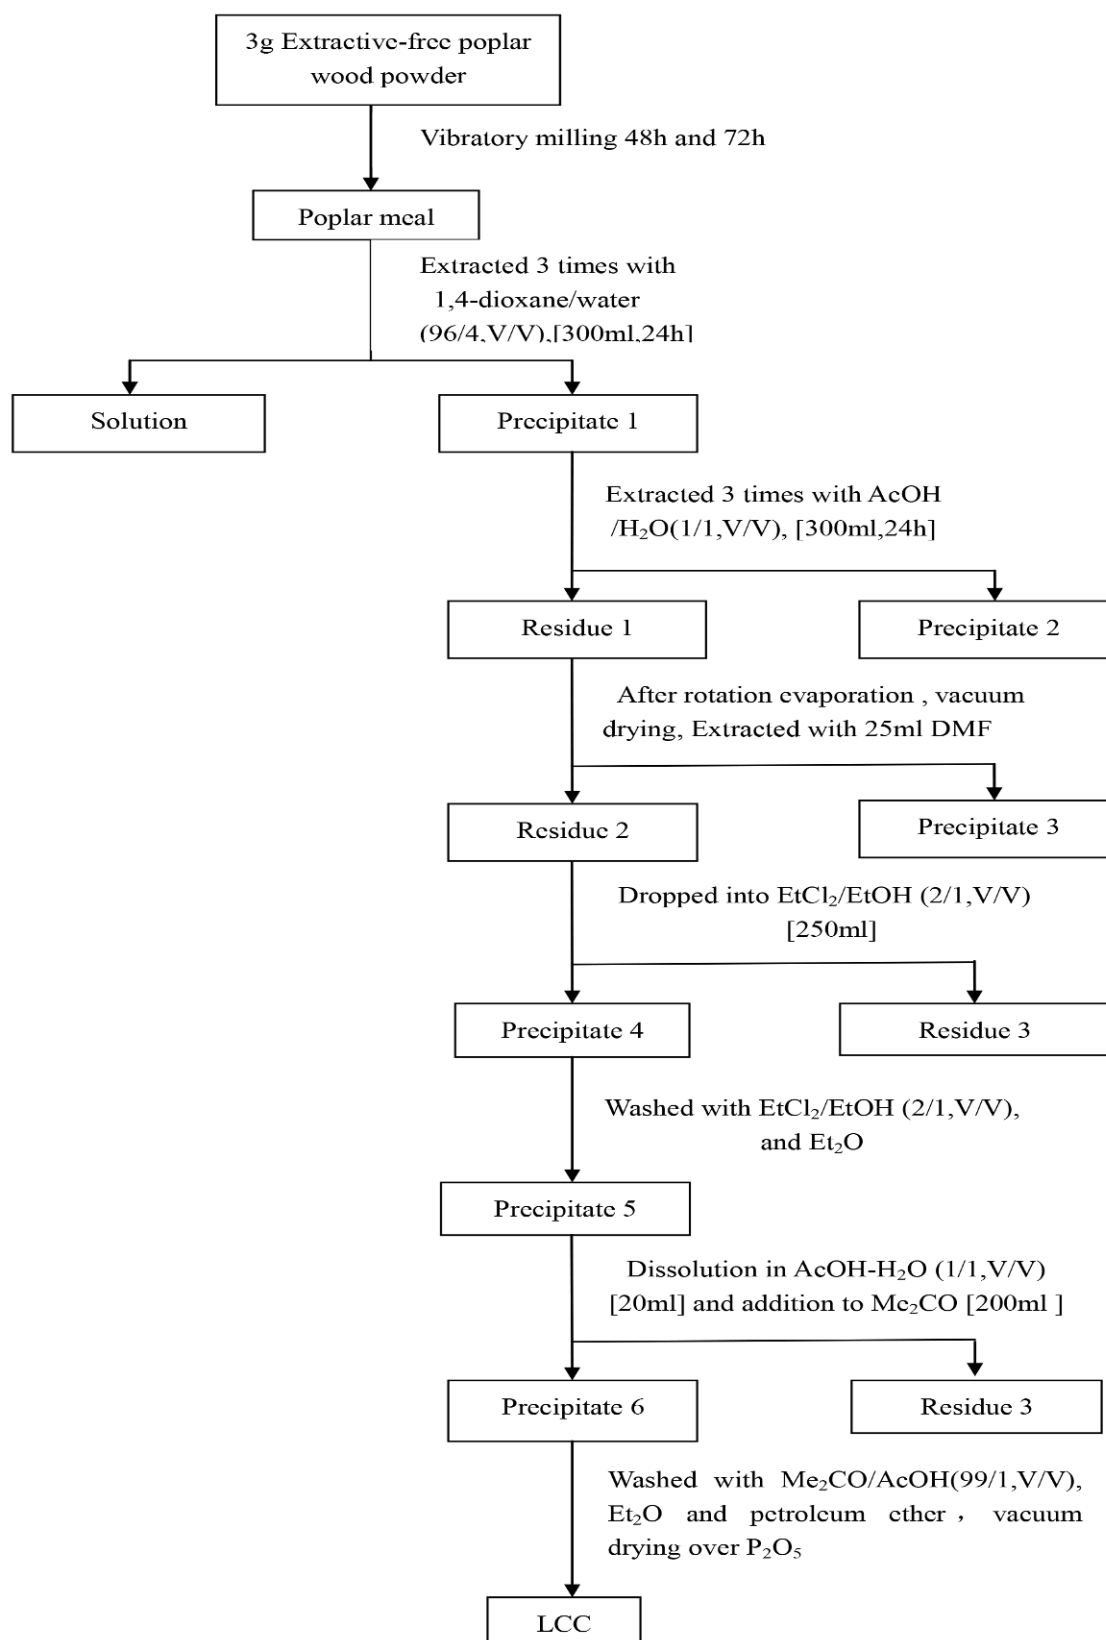 3g Extractive-free poplar
wood powder
Vibratory milling 48h and 72h
Poplar meal
Extracted 3 times with
1,4-dioxane/water
(96/4,V/V),[300ml,24h]
Solution
Precipitate 1
Extracted 3 times with AcOH
/H₂O(1/1,V/V), [300ml,24h]
Residue 1
Precipitate 2
After rotation evaporation , vacuum
drying, Extracted with 25ml DMF
Residue 2
Precipitate 3
Dropped into EtCl₂/EtOH (2/1,V/V)
[250ml]
Precipitate 4
Residue 3
Washed with EtCl₂/EtOH (2/1,V/V),
and Et₂O
Precipitate 5
Dissolution in AcOH-H₂O (1/1,V/V)
[20ml] and addition to Me₂CO [200ml ]
Precipitate 6
Residue 3
Washed with Me₂CO/AcOH(99/1,V/V),
Et₂O and petroleum ether , vacuum
drying over P₂O₅
LCC